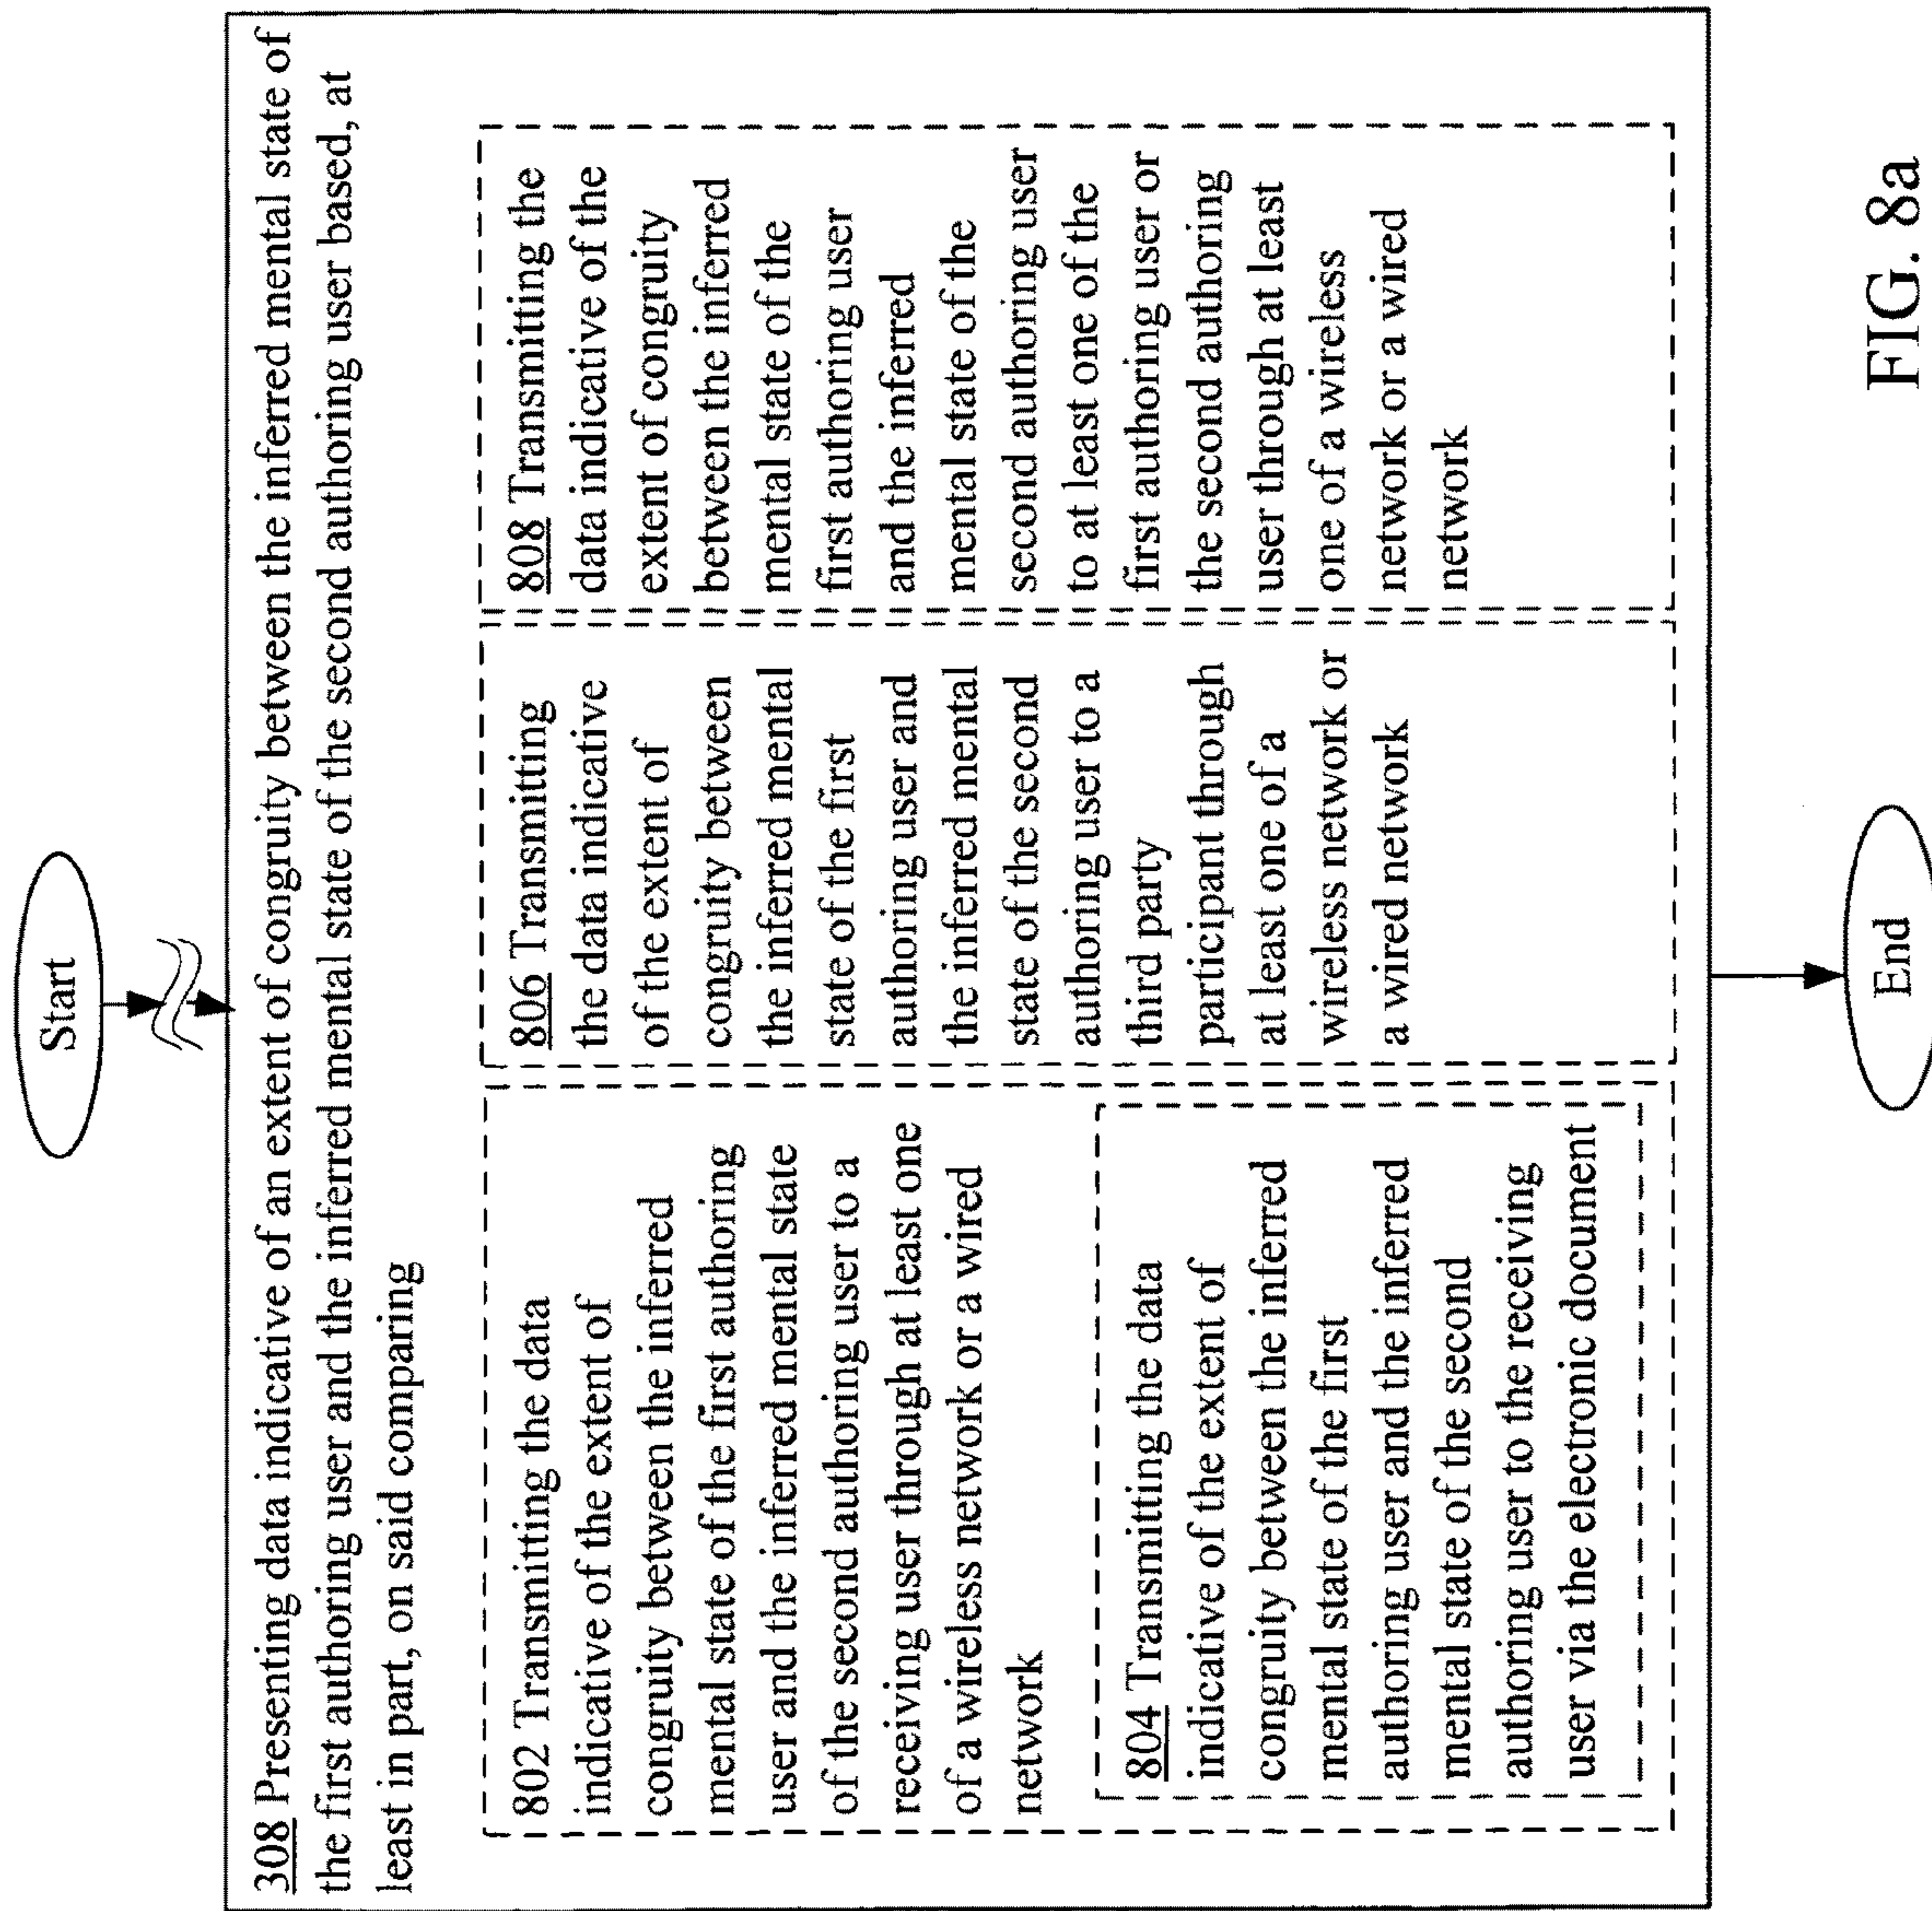 Start
308 Presenting data indicative of an extent of congruity between the inferred mental state of
the first authoring user and the inferred mental state of the second authoring user based, at
least in part, on said comparing
802 Transmitting the data
indicative of the extent of
congruity between the inferred
mental state of the first authoring
user and the inferred mental state
of the second authoring user to a
receiving user through at least one
of a wireless network or a wired
network
804 Transmitting the data
indicative of the extent of
congruity between the inferred
mental state of the first
authoring user and the inferred
mental state of the second
authoring user to the receiving
user via the electronic document
806 Transmitting
the data indicative
of the extent of
congruity between
the inferred mental
state of the first
authoring user and
the inferred mental
state of the second
authoring user to a
third party
participant through
at least one of a
wireless network or
a wired network
808 Transmitting the
data indicative of the
extent of congruity
between the inferred
mental state of the
first authoring user
and the inferred
mental state of the
second authoring user
to at least one of the
first authoring user or
the second authoring
user through at least
one of a wireless
network or a wired
network
End
FIG. 8a